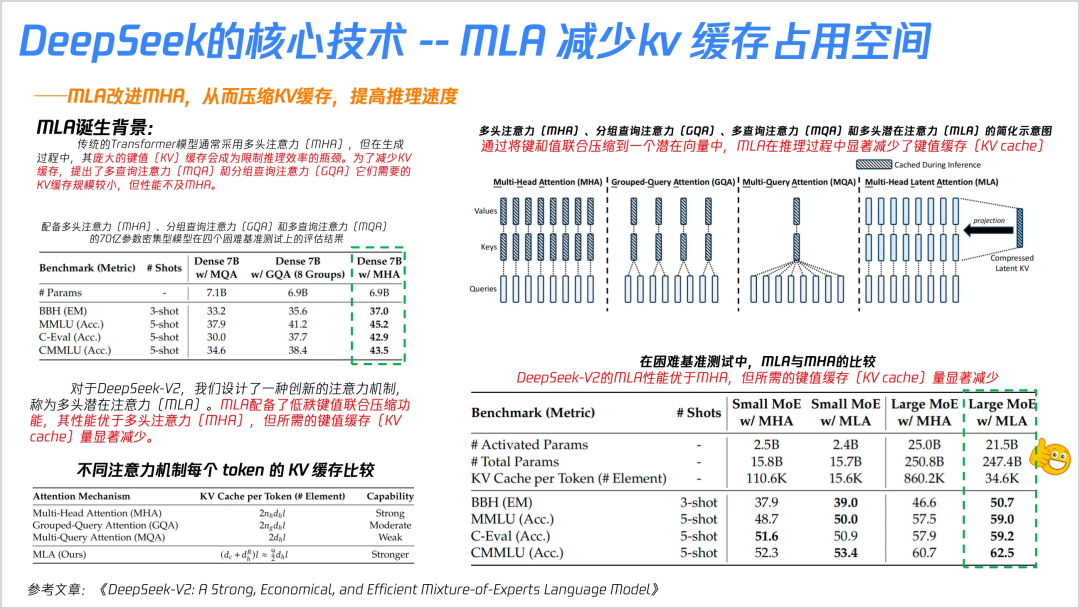 DeepSeek的核心技术 -- MLA 减少kv 缓存占用空间
——MLA改进MHA，从而压缩KV缓存，提高推理速度
MLA诞生背景：
传统的Transformer模型通常采用多头注意力（MHA），但在生成
过程中，其庞大的键值（KV）缓存会成为限制推理效率的瓶颈。为了减少KV
缓存，提出了多查询注意力（MQA）和分组查询注意力（GQA）它们需要的
KV缓存规模较小，但性能不及MHA。
配备多头注意力（MHA）、分组查询注意力（GQA）和多查询注意力（MQA）
的70亿参数密集型模型在四个困难基准测试上的评估结果
Benchmark (Metric) # Shots Dense 7B w/ MQA Dense 7B w/ GQA (8 Groups) Dense 7B w/ MHA
# Params - 7.1B 6.9B 6.9B
BBH (EM) 3-shot 33.2 35.6 37.0
MMLU (Acc.) 5-shot 37.9 41.2 45.2
C-Eval (Acc.) 5-shot 30.0 37.7 42.9
CMMLU (Acc.) 5-shot 34.6 38.4 43.5
对于DeepSeek-V2，我们设计了一种创新的注意力机制，
称为多头潜在注意力（MLA）。MLA配备了低秩键值联合压缩功
能，其性能优于多头注意力（MHA），但所需的键值缓存（KV
cache）量显著减少。
不同注意力机制每个 token 的 KV 缓存比较
Attention Mechanism KV Cache per Token (# Element) Capability
Multi-Head Attention (MHA) 2nₕdₕl Strong
Grouped-Query Attention (GQA) 2n_g dₕl Moderate
Multi-Query Attention (MQA) 2dₕl Weak
MLA (Ours) (d_c + d_h^R)l ≈ 9/2 dₕl Stronger
多头注意力（MHA）、分组查询注意力（GQA）、多查询注意力（MQA）和多头潜在注意力（MLA）的简化示意图
通过将键和值联合压缩到一个潜在向量中，MLA在推理过程中显著减少了键值缓存（KV cache）
Cached During Inference
Multi-Head Attention (MHA) Grouped-Query Attention (GQA) Multi-Query Attention (MQA) Multi-Head Latent Attention (MLA)
Values
projection
Keys
Compressed
Latent KV
Queries
在困难基准测试中，MLA与MHA的比较
DeepSeek-V2的MLA性能优于MHA，但所需的键值缓存（KV cache）量显著减少
Benchmark (Metric) # Shots Small MoE w/ MHA Small MoE w/ MLA Large MoE w/ MHA Large MoE w/ MLA
# Activated Params - 2.5B 2.4B 25.0B 21.5B
# Total Params - 15.8B 15.7B 250.8B 247.4B
KV Cache per Token (# Element) - 110.6K 15.6K 860.2K 34.6K
BBH (EM) 3-shot 37.9 39.0 46.6 50.7
MMLU (Acc.) 5-shot 48.7 50.0 57.5 59.0
C-Eval (Acc.) 5-shot 51.6 50.9 57.9 59.2
CMMLU (Acc.) 5-shot 52.3 53.4 60.7 62.5
参考文章：《DeepSeek-V2: A Strong, Economical, and Efficient Mixture-of-Experts Language Model》